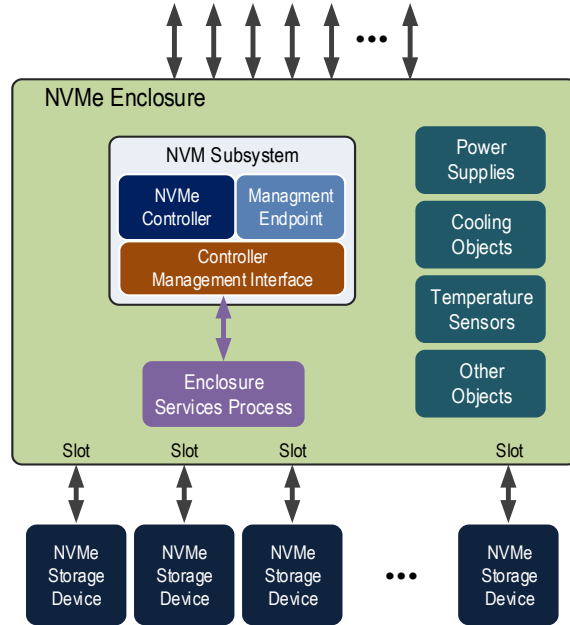 NVMe Enclosure
NVM Subsystem
NVMe
Controller
Managment
Endpoint
Controller
Management Interface
Enclosure
Services Process
Power
Supplies
Cooling
Objects
Temperature
Sensors
Other
Objects
Slot
Slot
Slot
Slot
NVMe
Storage
Device
NVMe
Storage
Device
NVMe
Storage
Device
NVMe
Storage
Device